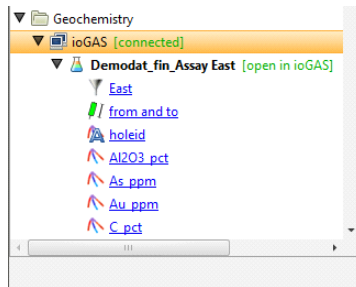 Geochemistry
ioGAS [connected]
Demodat_fin_Assay East [open in ioGAS]
East
from and to
holeid
Al2O3_pct
As_ppm
Au_ppm
C_pct